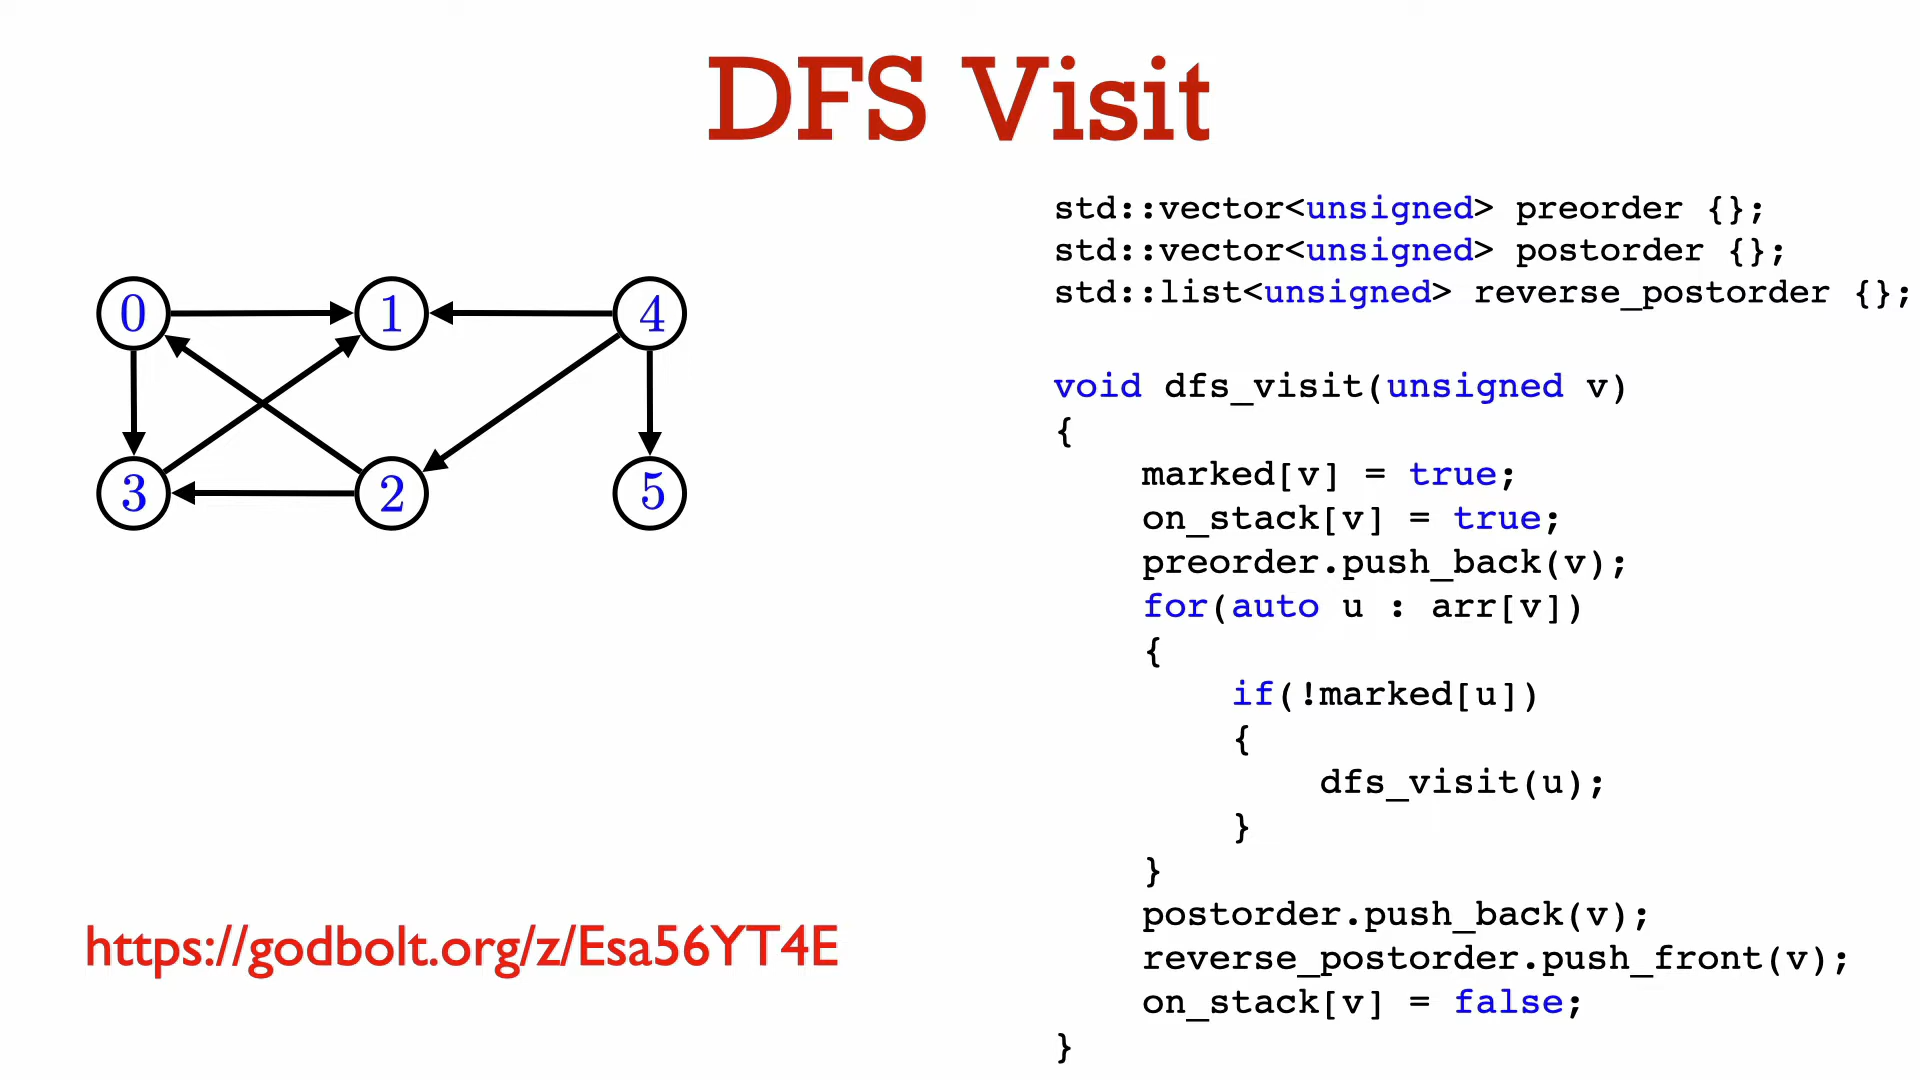 DFS Visit
0
1
4
3
2
5
https://godbolt.org/z/Esa56YT4E
std::vector<unsigned> preorder {};
std::vector<unsigned> postorder {};
std::list<unsigned> reverse_postorder {};
void dfs_visit(unsigned v)
{
    marked[v] = true;
    on_stack[v] = true;
    preorder.push_back(v);
    for(auto u : arr[v])
    {
        if(!marked[u])
        {
            dfs_visit(u);
        }
    }
    postorder.push_back(v);
    reverse_postorder.push_front(v);
    on_stack[v] = false;
}